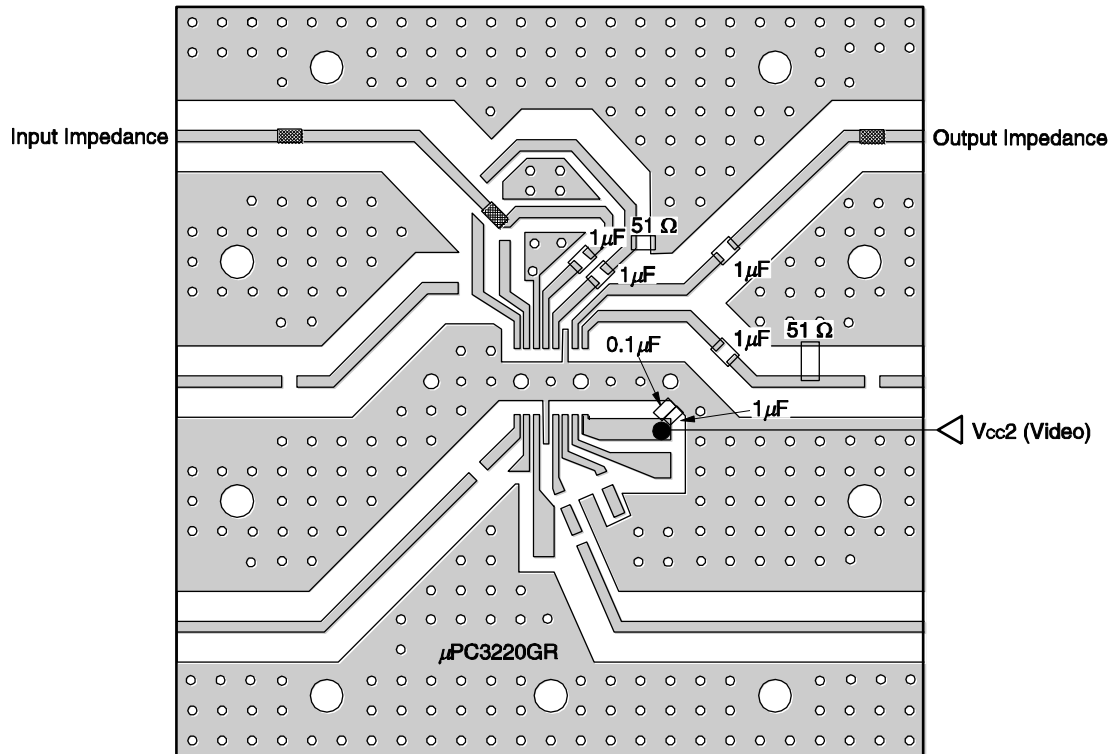 Input Impedance
Output Impedance
51 Ω
1μF
1μF
1μF
1μF
51 Ω
0.1μF
1μF
Vcc2 (Video)
μPC3220GR